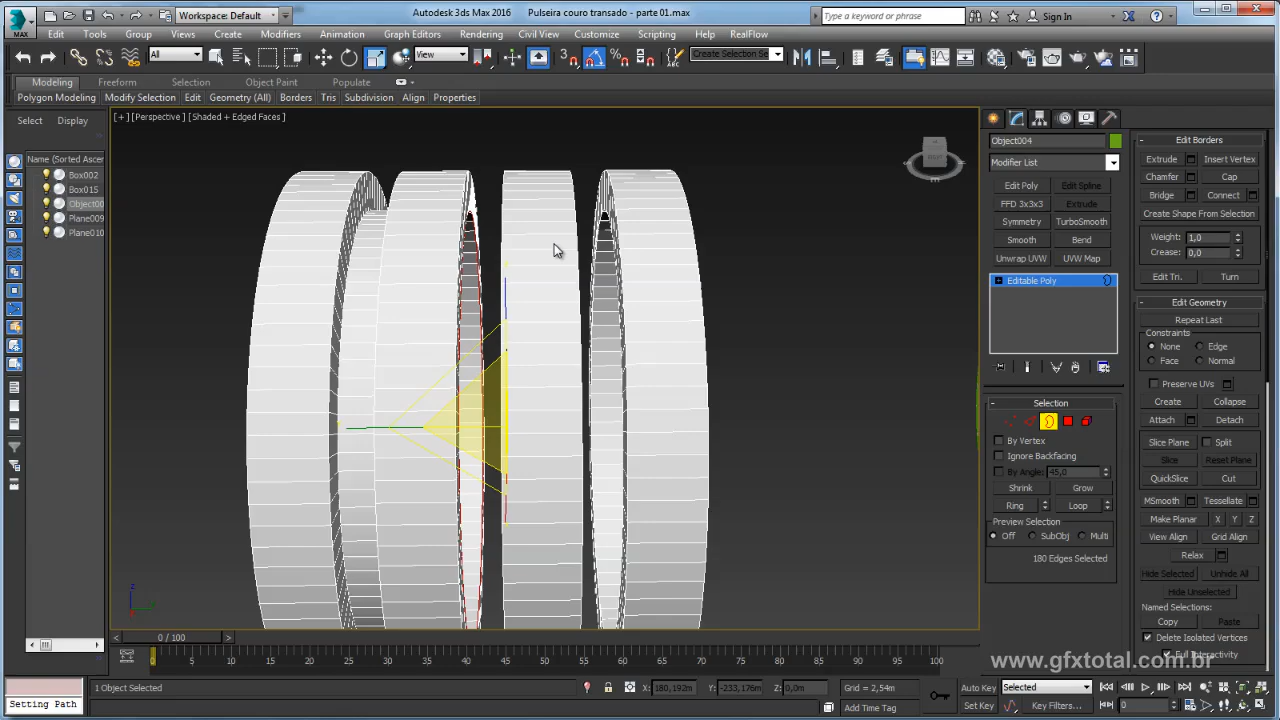 Workspace: Default
Autodesk 3ds Max 2016
Pulseira couro transado - parte 01.max
Type a keyword or phrase
Sign In
MAX
Edit Tools Group Views Create Modifiers Animation Graph Editors Rendering Civil View Customize Scripting Help RealFlow
All
View
Create Selection Se
Modeling Freeform Selection Object Paint Populate
Polygon Modeling Modify Selection Edit Geometry (All) Borders Tris Subdivision Align Properties
Select Display
[+] [Perspective] [Shaded + Edged Faces]
Name (Sorted Ascen
Box002
Box015
Object00
Plane009
Plane010
Object004
Modifier List
Edit Poly Edit Spline
FFD 3x3x3 Extrude
Symmetry TurboSmooth
Smooth Bend
Unwrap UVW UVW Map
Editable Poly
Selection
By Vertex
Ignore Backfacing
By Angle: 45,0
Shrink Grow
Ring Loop
Preview Selection
Off SubObj Multi
180 Edges Selected
Edit Borders
Extrude Insert Vertex
Chamfer Cap
Bridge Connect
Create Shape From Selection
Weight: 1,0
Crease: 0,0
Edit Tri. Turn
Edit Geometry
Repeat Last
Constraints
None Edge
Face Normal
Preserve UVs
Create Collapse
Attach Detach
Slice Plane Split
Slice Reset Plane
QuickSlice Cut
MSmooth Tessellate
Make Planar X Y Z
View Align Grid Align
Relax
Hide Selected Unhide All
Hide Unselected
Named Selections:
Copy Paste
Delete Isolated Vertices
Full Interactivity
www.gfxtotal.com.br
0 / 100
0 5 10 15 20 25 30 35 40 45 50 55 60 65 70 75 80 85 90 95 100
1 Object Selected
X: 180,192m Y: -233,176m Z: 0,0m
Grid = 2,54m
Auto Key Selected
Setting Path
Add Time Tag
Set Key Key Filters...
0